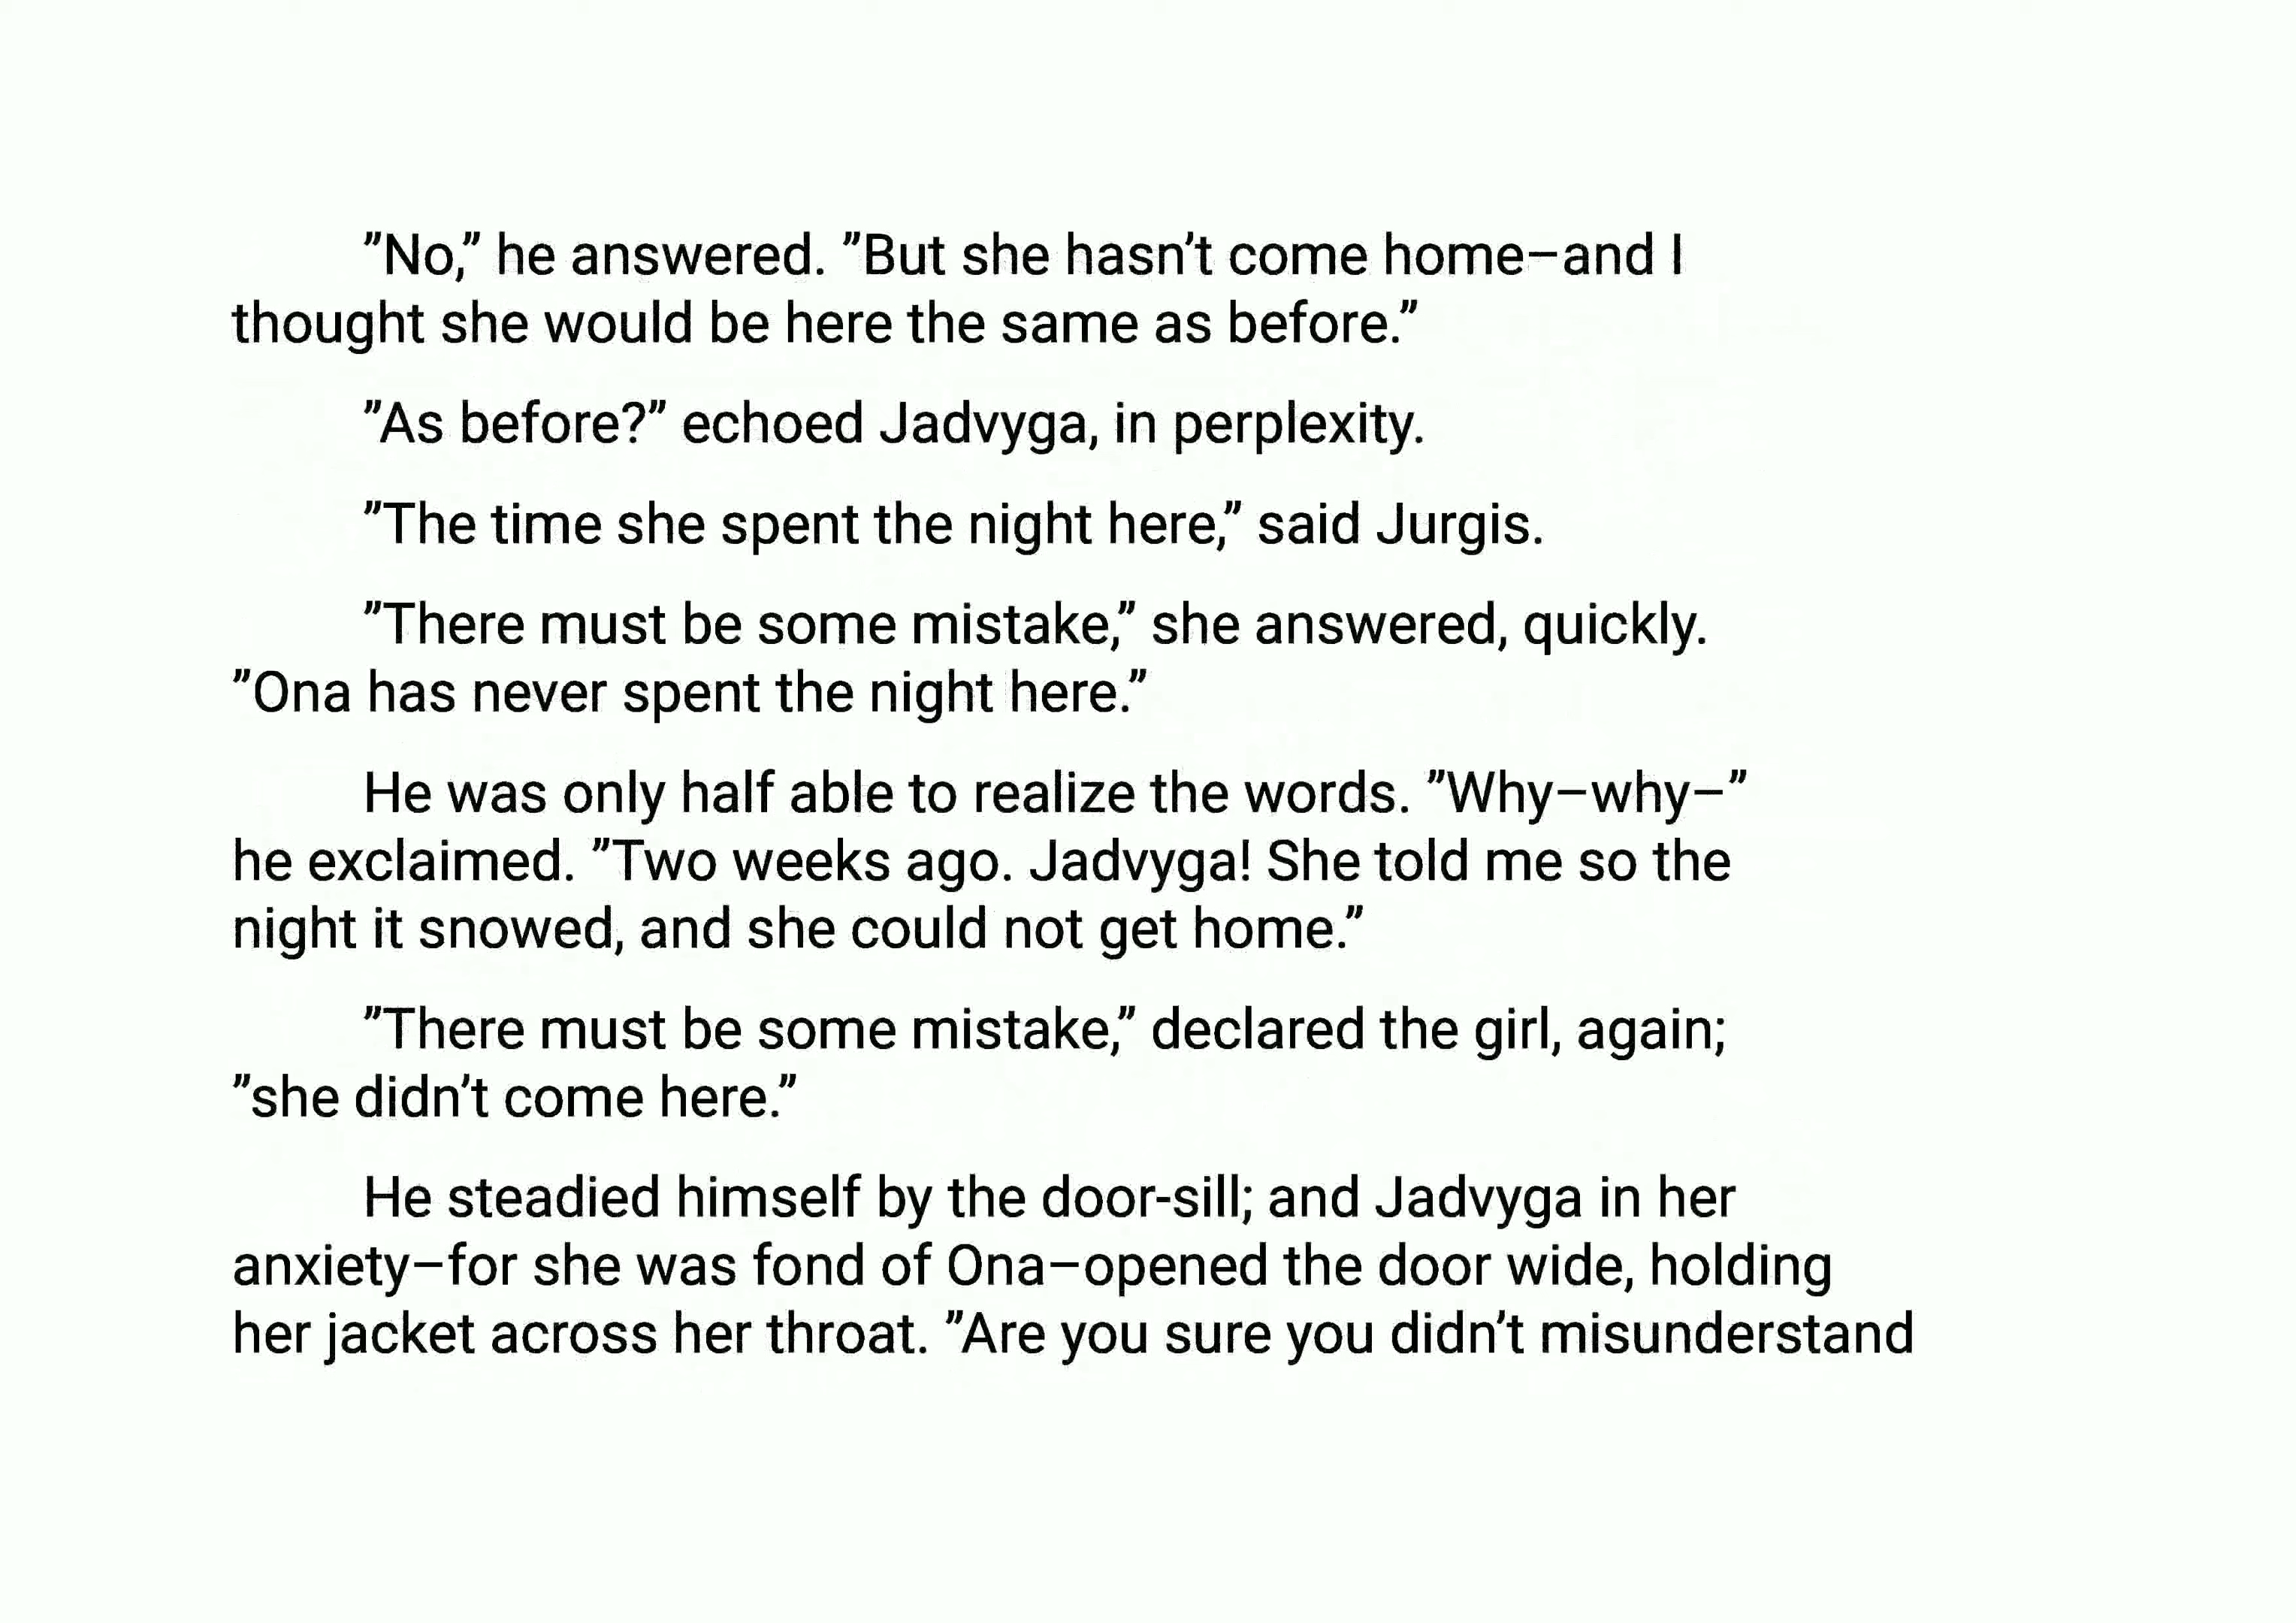 ”No,” he answered. ”But she hasn’t come home–and I
thought she would be here the same as before.”
”As before?” echoed Jadvyga, in perplexity.
”The time she spent the night here,” said Jurgis.
”There must be some mistake,” she answered, quickly.
”Ona has never spent the night here.”
He was only half able to realize the words. ”Why–why–”
he exclaimed. ”Two weeks ago. Jadvyga! She told me so the
night it snowed, and she could not get home.”
”There must be some mistake,” declared the girl, again;
”she didn’t come here.”
He steadied himself by the door-sill; and Jadvyga in her
anxiety–for she was fond of Ona–opened the door wide, holding
her jacket across her throat. ”Are you sure you didn’t misunderstand